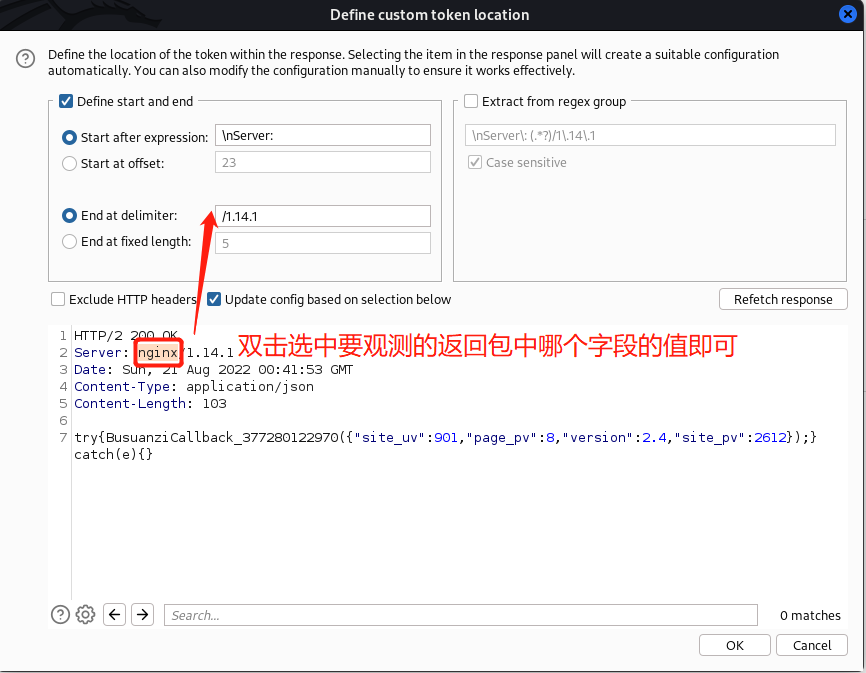 Define custom token location
Define the location of the token within the response. Selecting the item in the response panel will create a suitable configuration
automatically. You can also modify the configuration manually to ensure it works effectively.
Define start and end
Start after expression: \nServer:
Start at offset: 23
End at delimiter: /1.14.1
End at fixed length: 5
Extract from regex group
\nServer\: (.*?)/1\.14\.1
Case sensitive
Exclude HTTP headers Update config based on selection below Refetch response
1 HTTP/2 200 OK
2 Server: nginx/1.14.1
双击选中要观测的返回包中哪个字段的值即可
3 Date: Sun, 21 Aug 2022 00:41:53 GMT
4 Content-Type: application/json
5 Content-Length: 103
6
7 try{BusuanziCallback_377280122970({"site_uv":901,"page_pv":8,"version":2.4,"site_pv":2612});}
catch(e){}
Search... 0 matches
OK Cancel